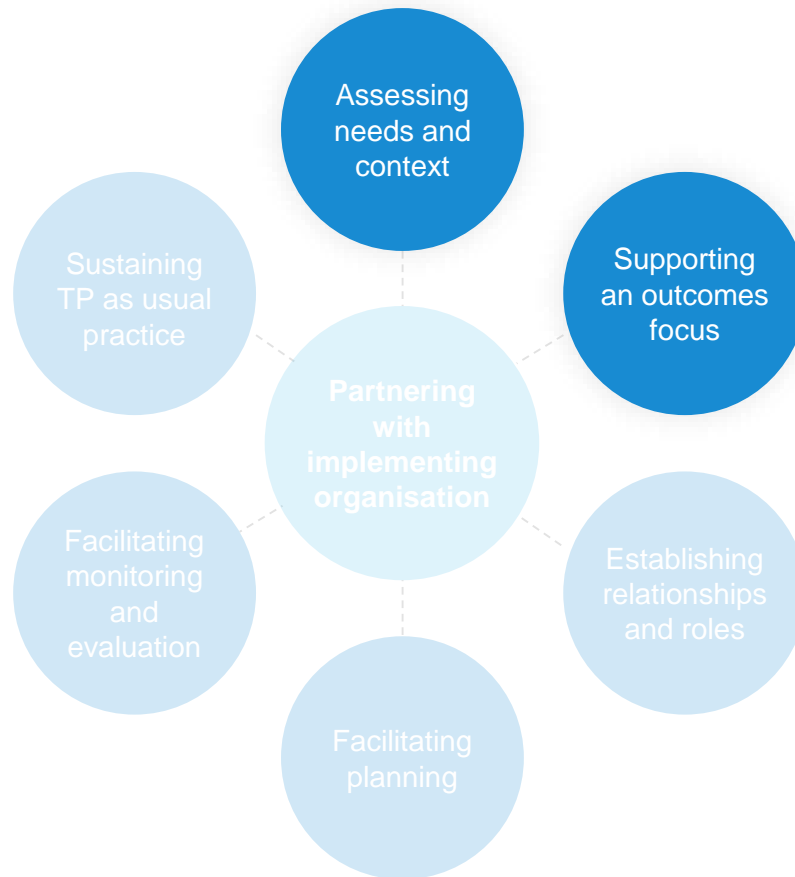 Assessing
needs and
context
Supporting
an outcomes
focus
Establishing
relationships
and roles
Facilitating
planning
Facilitating
monitoring
and
evaluation
Sustaining
TP as usual
practice
Partnering
with
implementing
organisation